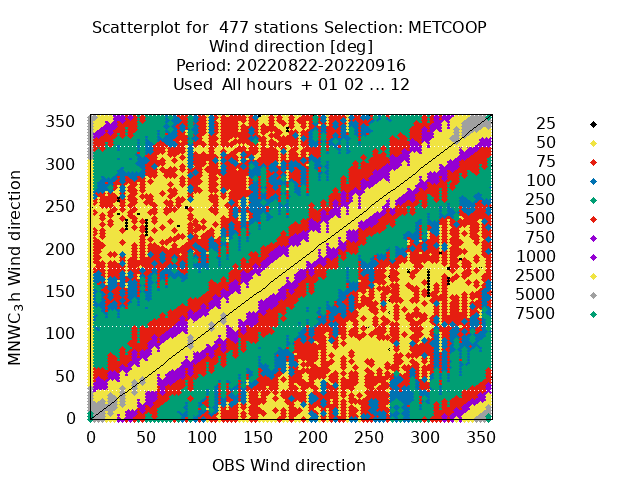 Scatterplot for 477 stations Selection: METCOOP
Wind direction [deg]
Period: 20220822-20220916
Used All hours + 01 02 ... 12
MNWC_3h Wind direction
350
300
250
200
150
100
50
0
0 50 100 150 200 250 300 350
OBS Wind direction
25
50
75
100
250
500
750
1000
2500
5000
7500